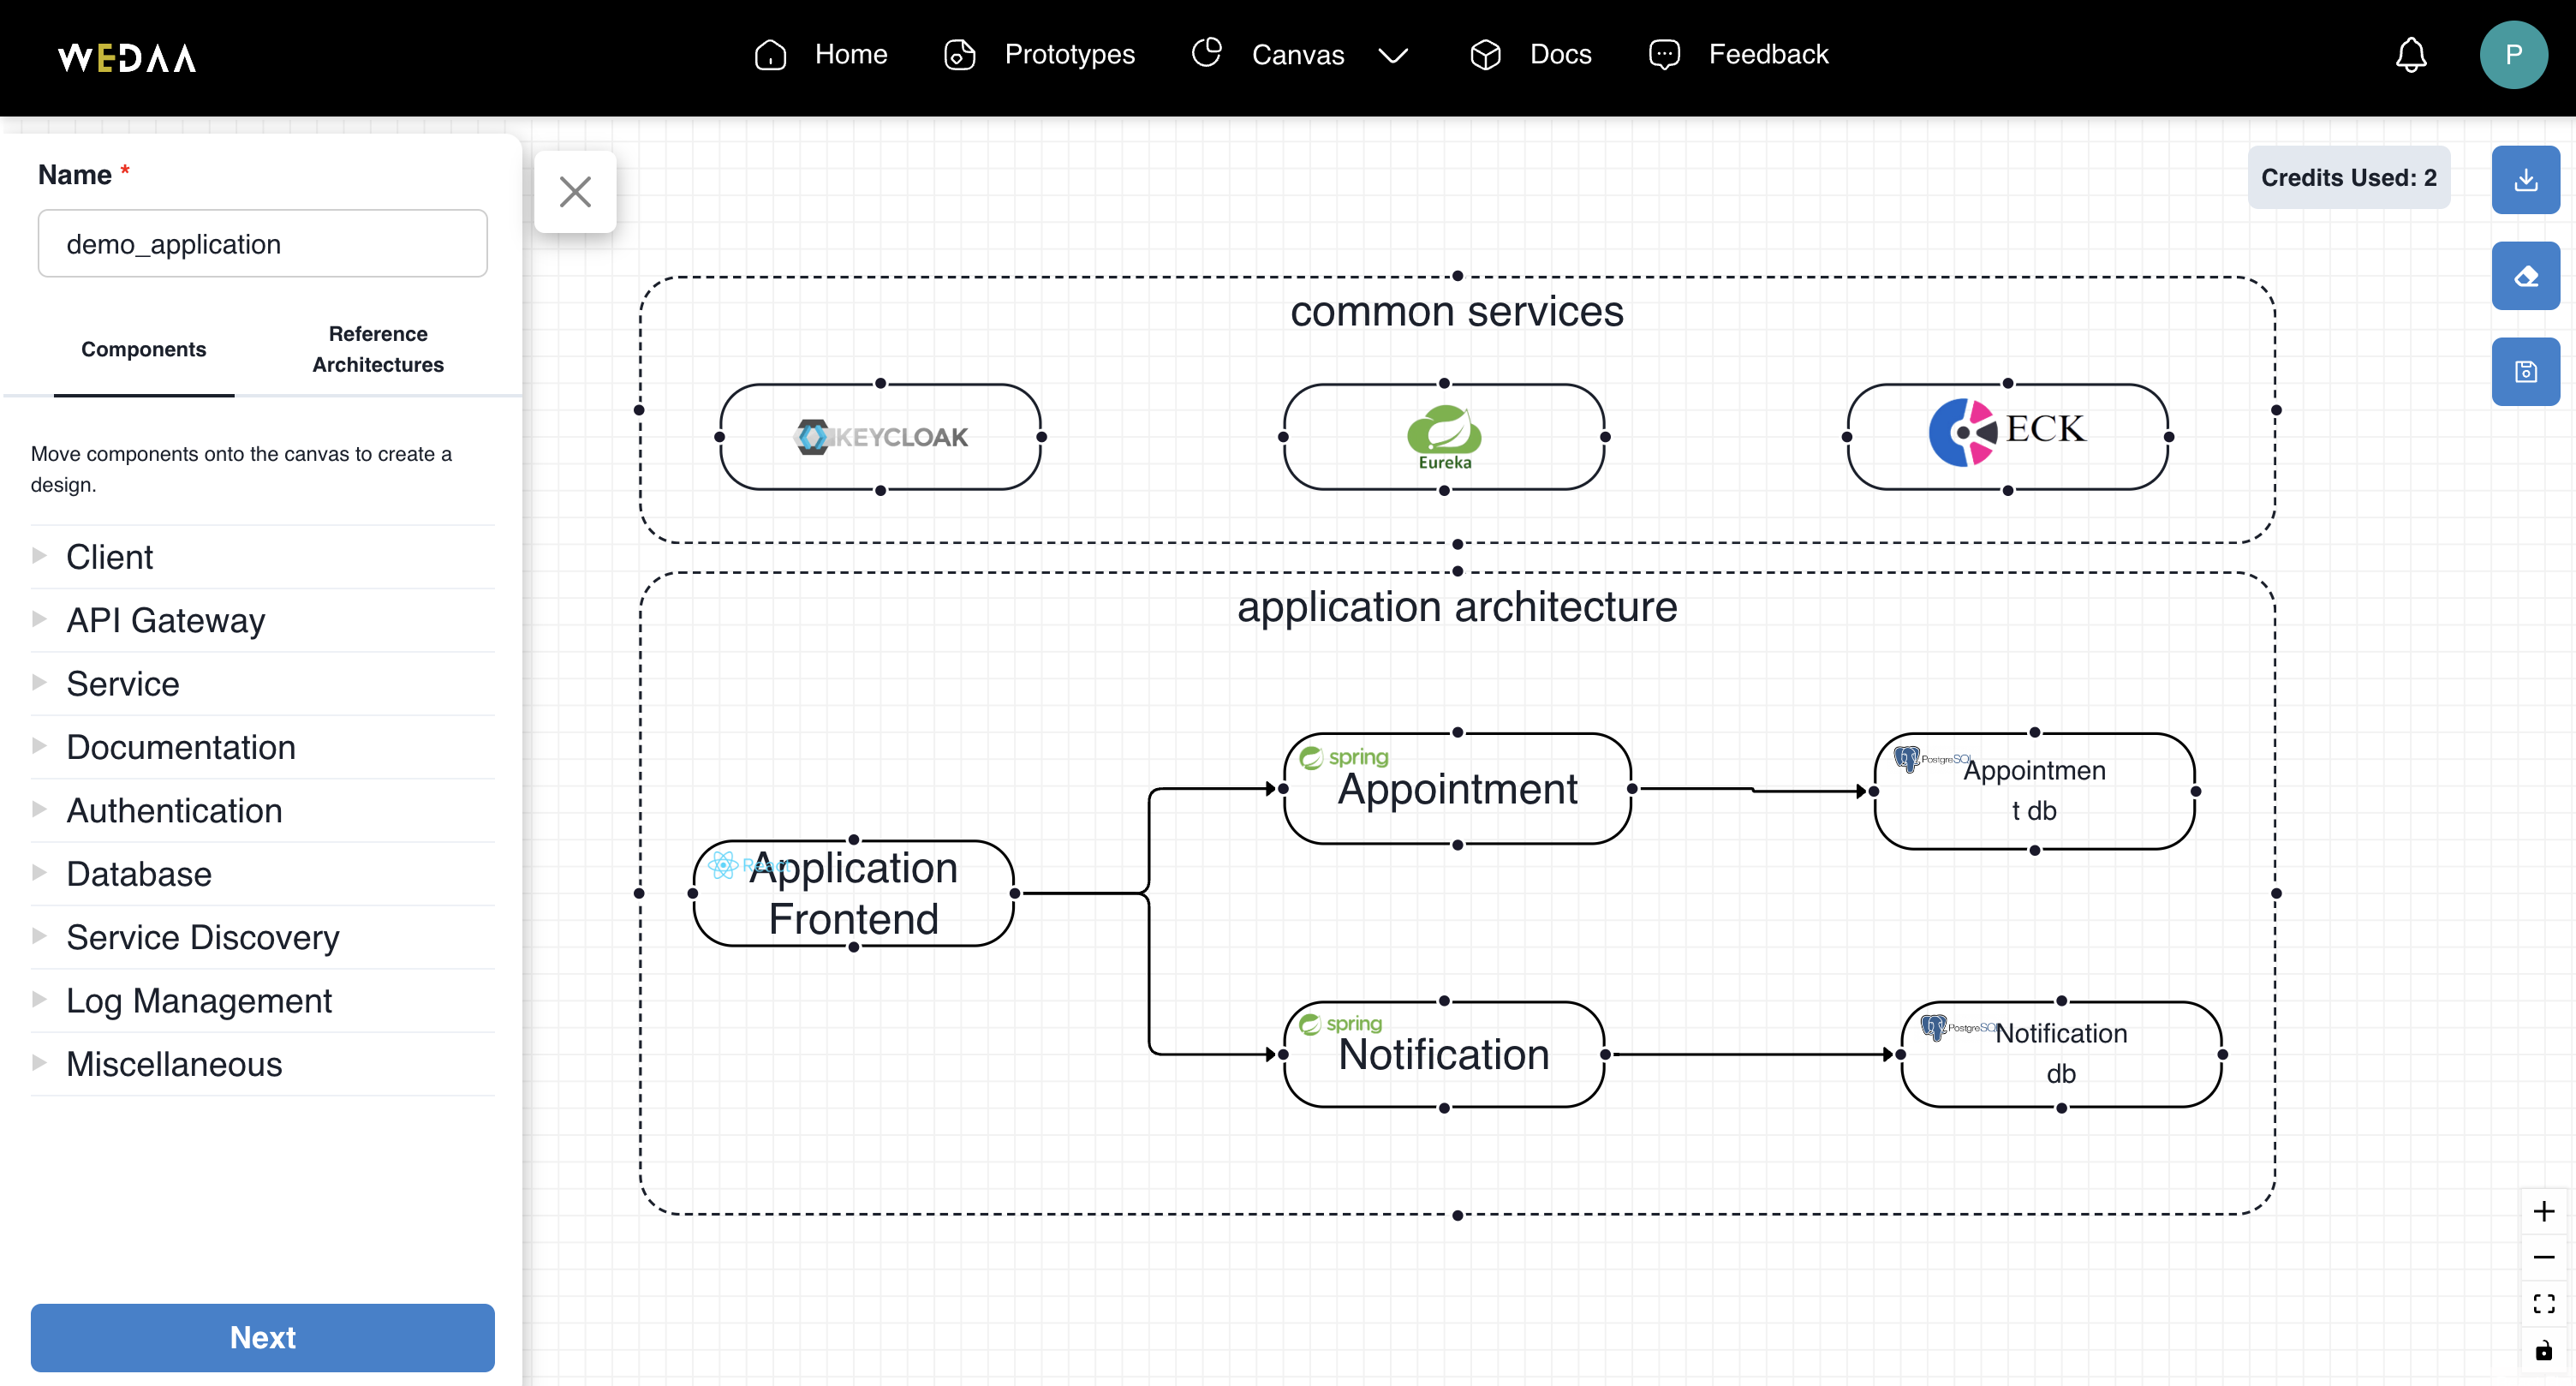 WEDAA
Home
Prototypes
Canvas
Docs
Feedback
P
Name *
demo_application
Components
Reference
Architectures
Move components onto the canvas to create a
design.
Client
API Gateway
Service
Documentation
Authentication
Database
Service Discovery
Log Management
Miscellaneous
Next
Credits Used: 2
common services
KEYCLOAK
Eureka
ECK
application architecture
React
Application
Frontend
spring
Appointment
PostgreSQL
Appointmen
t db
spring
Notification
PostgreSQL
Notification
db